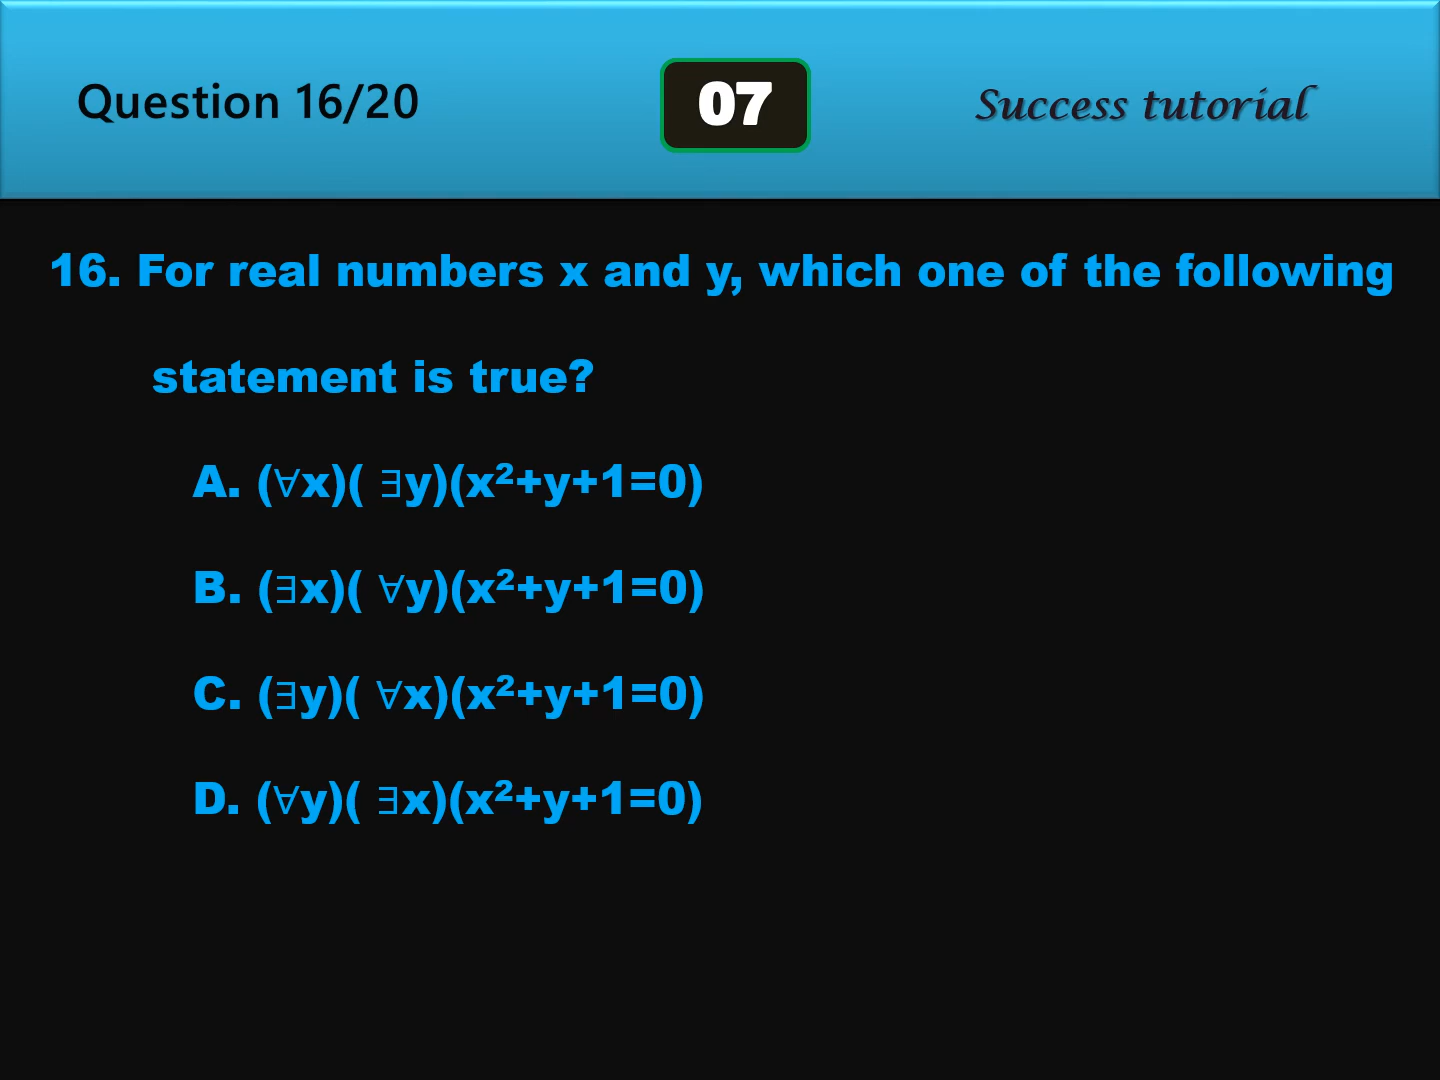 Question 16/20
07
Success tutorial
16. For real numbers x and y, which one of the following
statement is true?
A. (∀x)( ∃y)(x²+y+1=0)
B. (∃x)( ∀y)(x²+y+1=0)
C. (∃y)( ∀x)(x²+y+1=0)
D. (∀y)( ∃x)(x²+y+1=0)